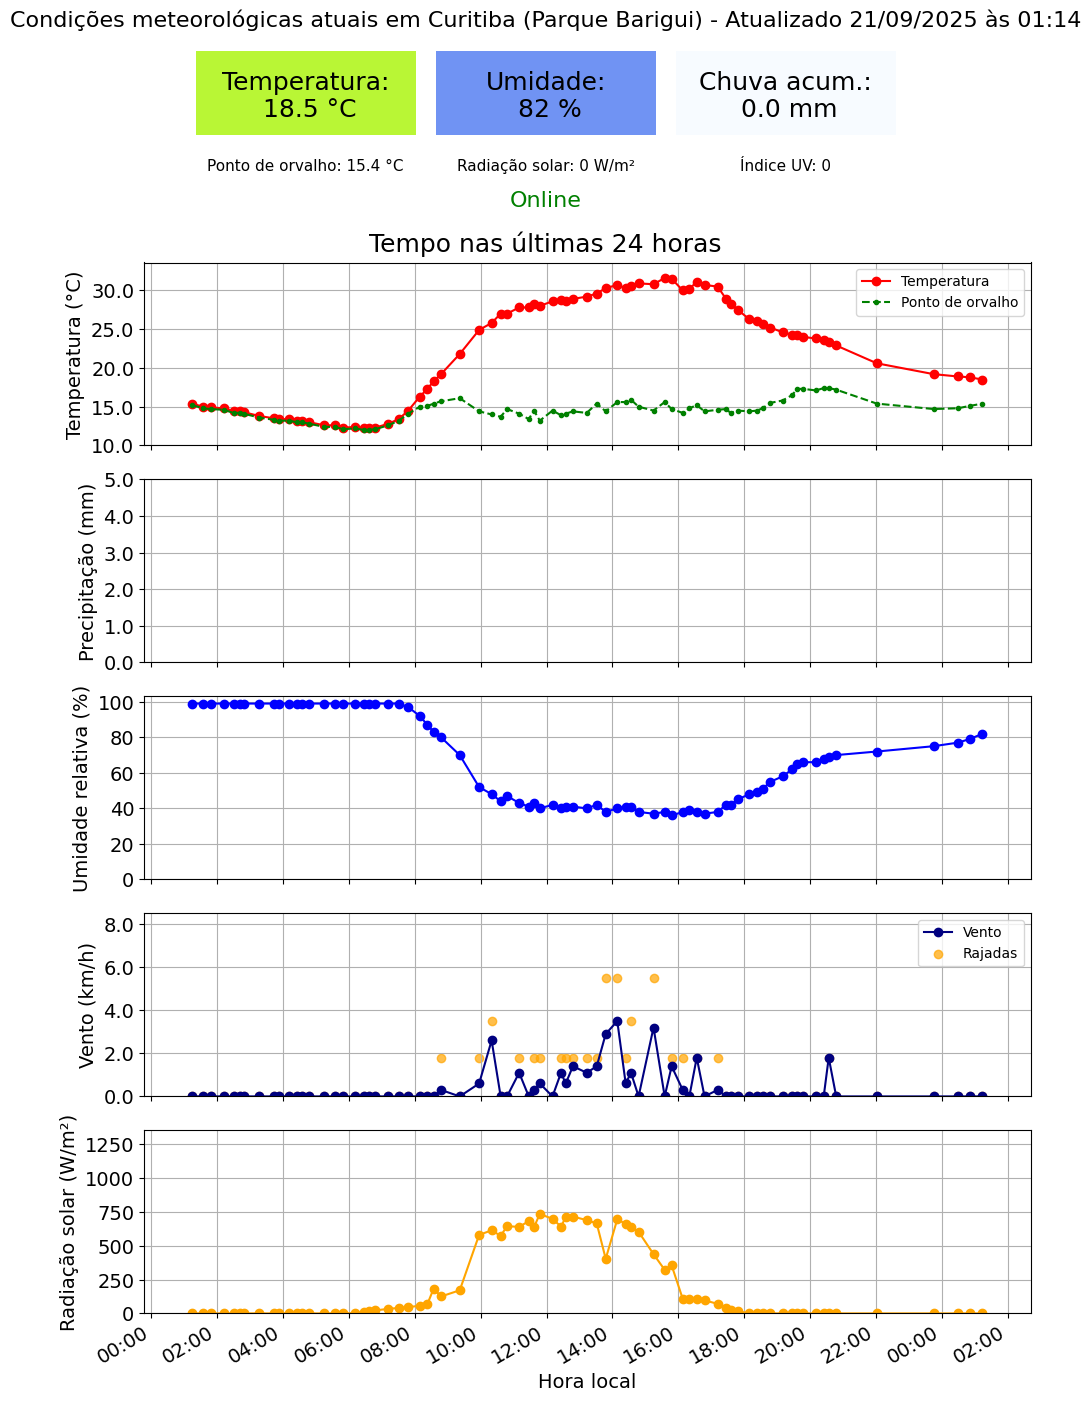 Condições meteorológicas atuais em Curitiba (Parque Barigui) - Atualizado 21/09/2025 às 01:14
Temperatura:
18.5 °C
Umidade:
82 %
Chuva acum.:
0.0 mm
Ponto de orvalho: 15.4 °C
Radiação solar: 0 W/m²
Índice UV: 0
Online
Tempo nas últimas 24 horas
Temperatura (°C)
30.0
25.0
20.0
15.0
10.0
Temperatura
Ponto de orvalho
Precipitação (mm)
5.0
4.0
3.0
2.0
1.0
0.0
Umidade relativa (%)
100
80
60
40
20
0
Vento (km/h)
8.0
6.0
4.0
2.0
0.0
Vento
Rajadas
Radiação solar (W/m²)
1250
1000
750
500
250
0
00:00
02:00
04:00
06:00
08:00
10:00
12:00
14:00
16:00
18:00
20:00
22:00
00:00
02:00
Hora local